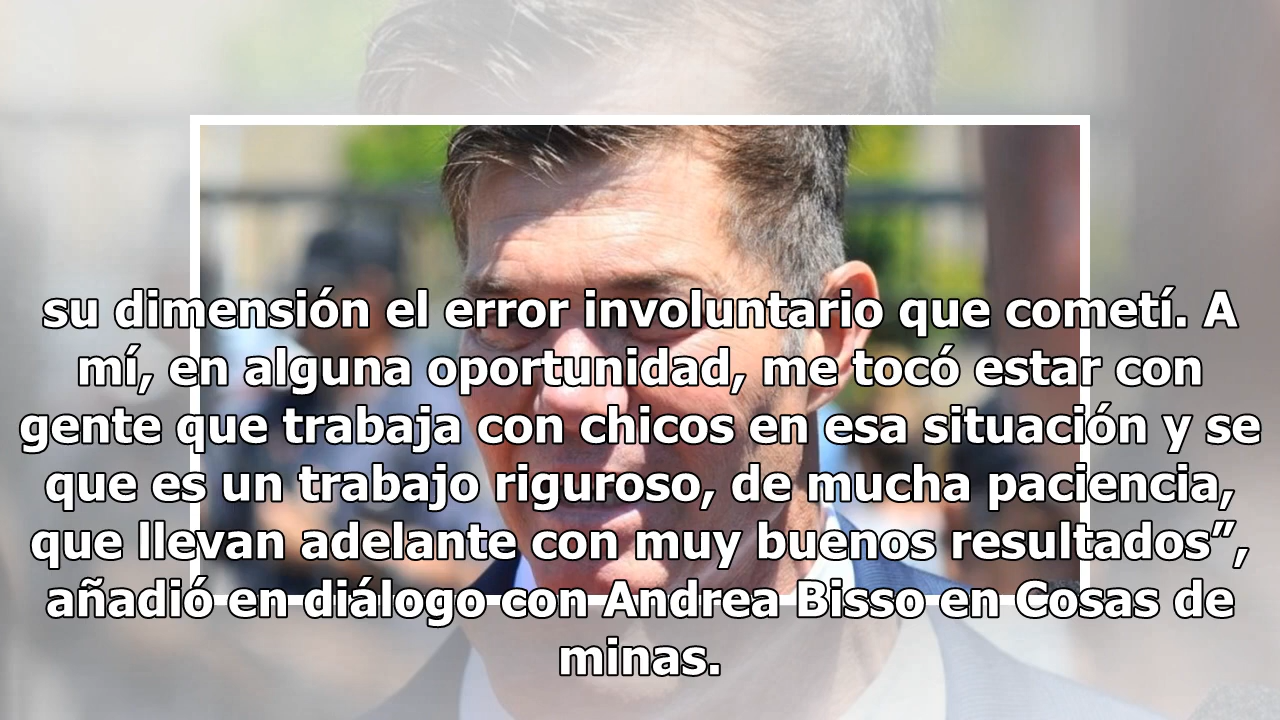 su dimensión el error involuntario que cometí. A
mí, en alguna oportunidad, me tocó estar con
gente que trabaja con chicos en esa situación y se
que es un trabajo riguroso, de mucha paciencia,
que llevan adelante con muy buenos resultados”,
añadió en diálogo con Andrea Bisso en Cosas de
minas.